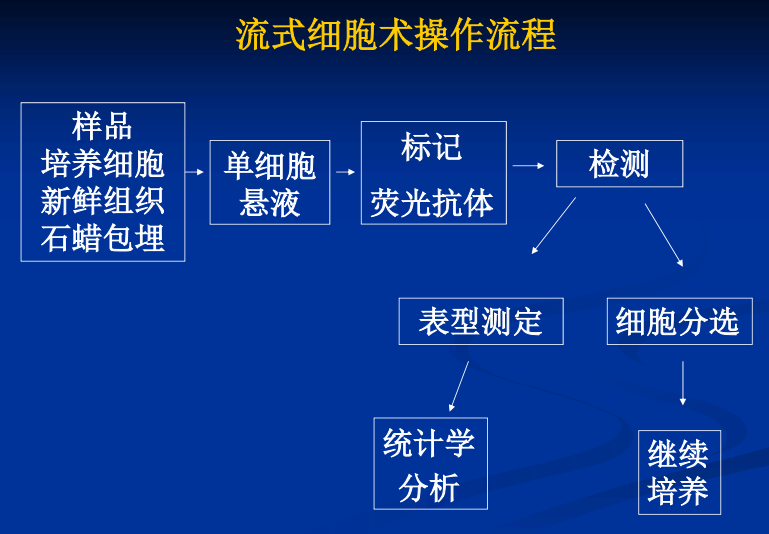 流式细胞术操作流程
样品
培养细胞
新鲜组织
石蜡包埋
单细胞
悬液
标记
荧光抗体
检测
表型测定
细胞分选
统计学
分析
继续
培养